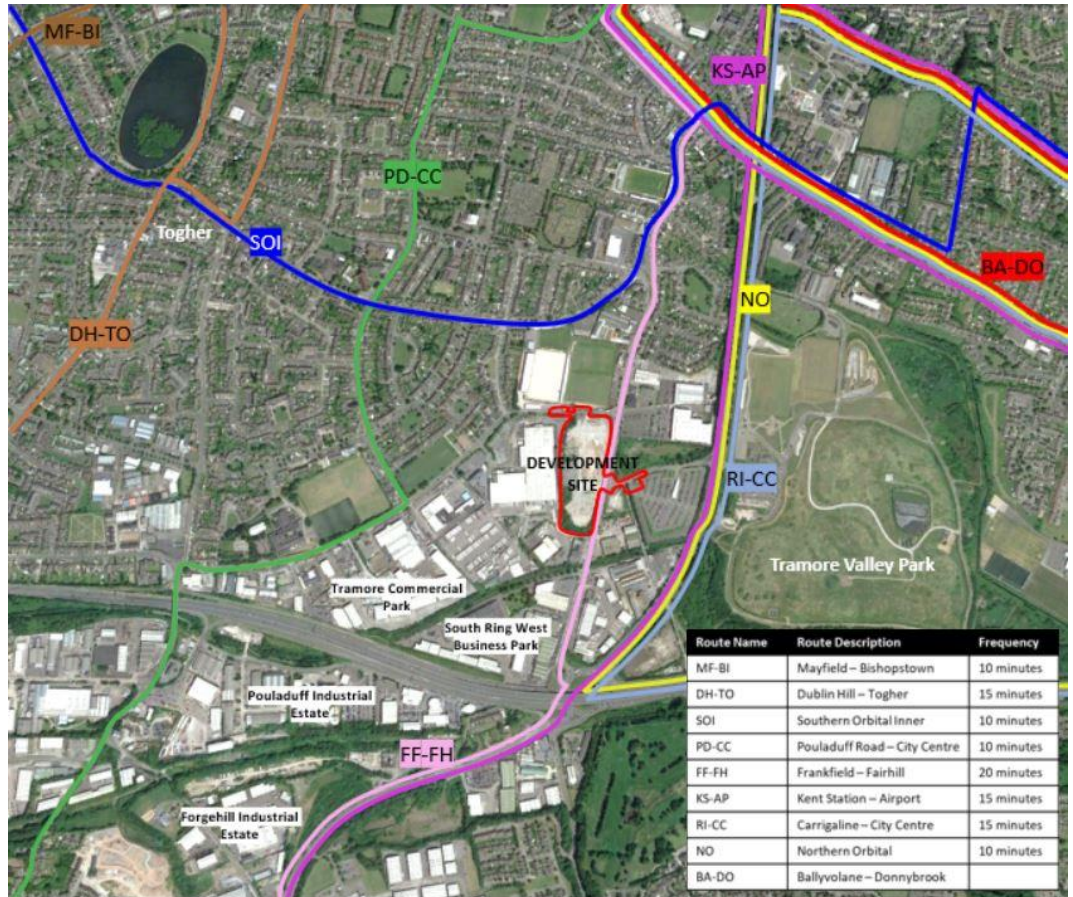 MF-BI
KS-AP
PD-CC
Togher
SOI
BA-DO
NO
DH-TO
DEVELOPMENT
SITE
RI-CC
Tramore Valley Park
Tramore Commercial
Park
South Ring West
Business Park
Pouladuff Industrial
Estate
FF-FH
Forgehill Industrial
Estate
Route Name Route Description Frequency
MF-BI Mayfield – Bishopstown 10 minutes
DH-TO Dublin Hill – Togher 15 minutes
SOI Southern Orbital Inner 10 minutes
PD-CC Pouladuff Road – City Centre 10 minutes
FF-FH Frankfield – Fairhill 20 minutes
KS-AP Kent Station – Airport 15 minutes
RI-CC Carrigaline – City Centre 15 minutes
NO Northern Orbital 10 minutes
BA-DO Ballyvolane – Donnybrook